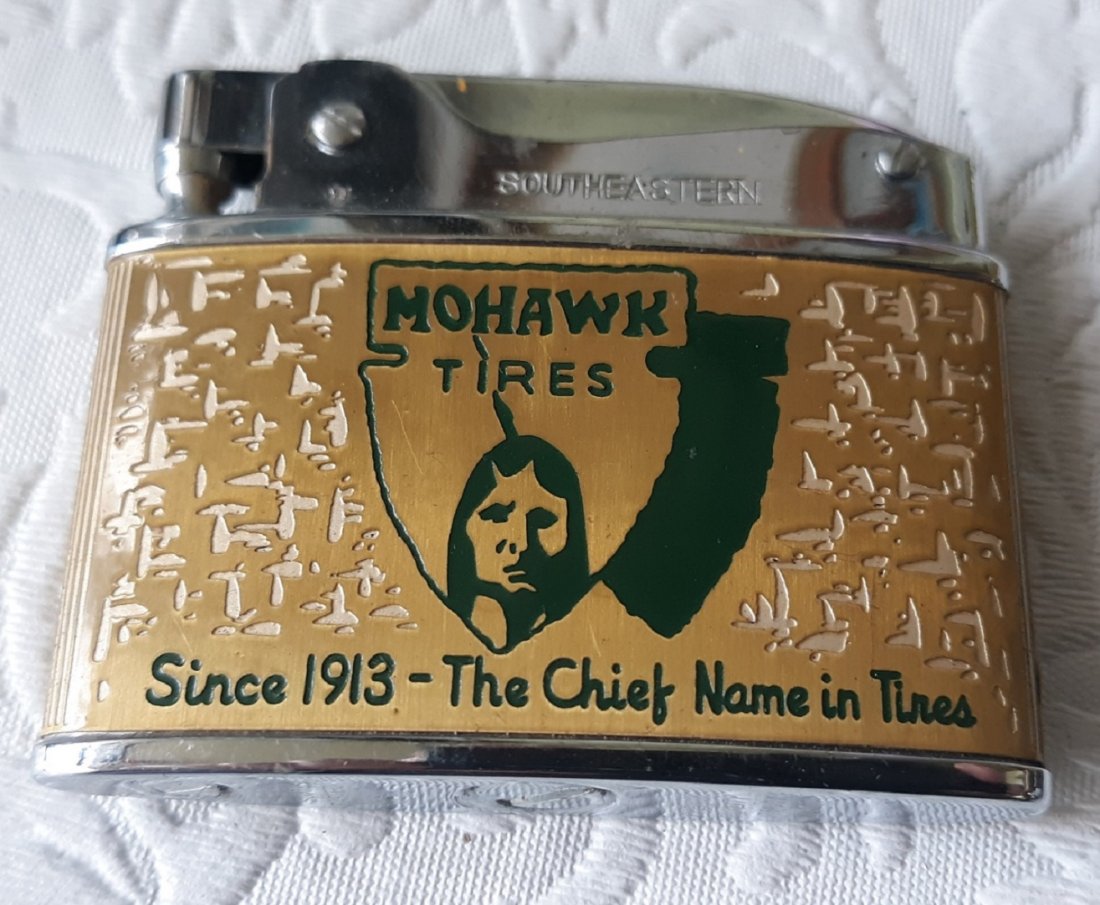 SOUTHEASTERN
MOHAWK
TIRES
Since 1913 - The Chief Name in Tires